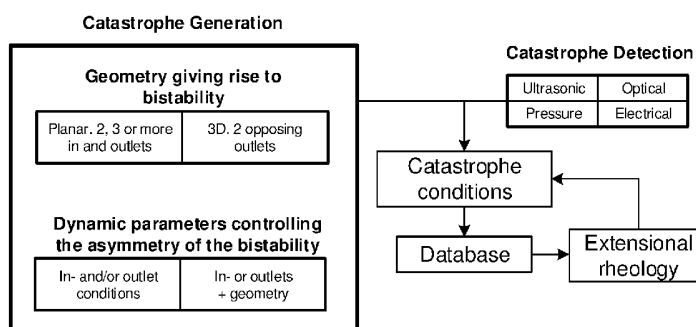 Catastrophe Generation
Geometry giving rise to
bistability
Planar. 2, 3 or more
in and outlets
3D. 2 opposing
outlets
Dynamic parameters controlling
the asymmetry of the bistability
In- and/or outlet
conditions
In- or outlets
+ geometry
Catastrophe Detection
Ultrasonic
Optical
Pressure
Electrical
Catastrophe
conditions
Database
Extensional
rheology